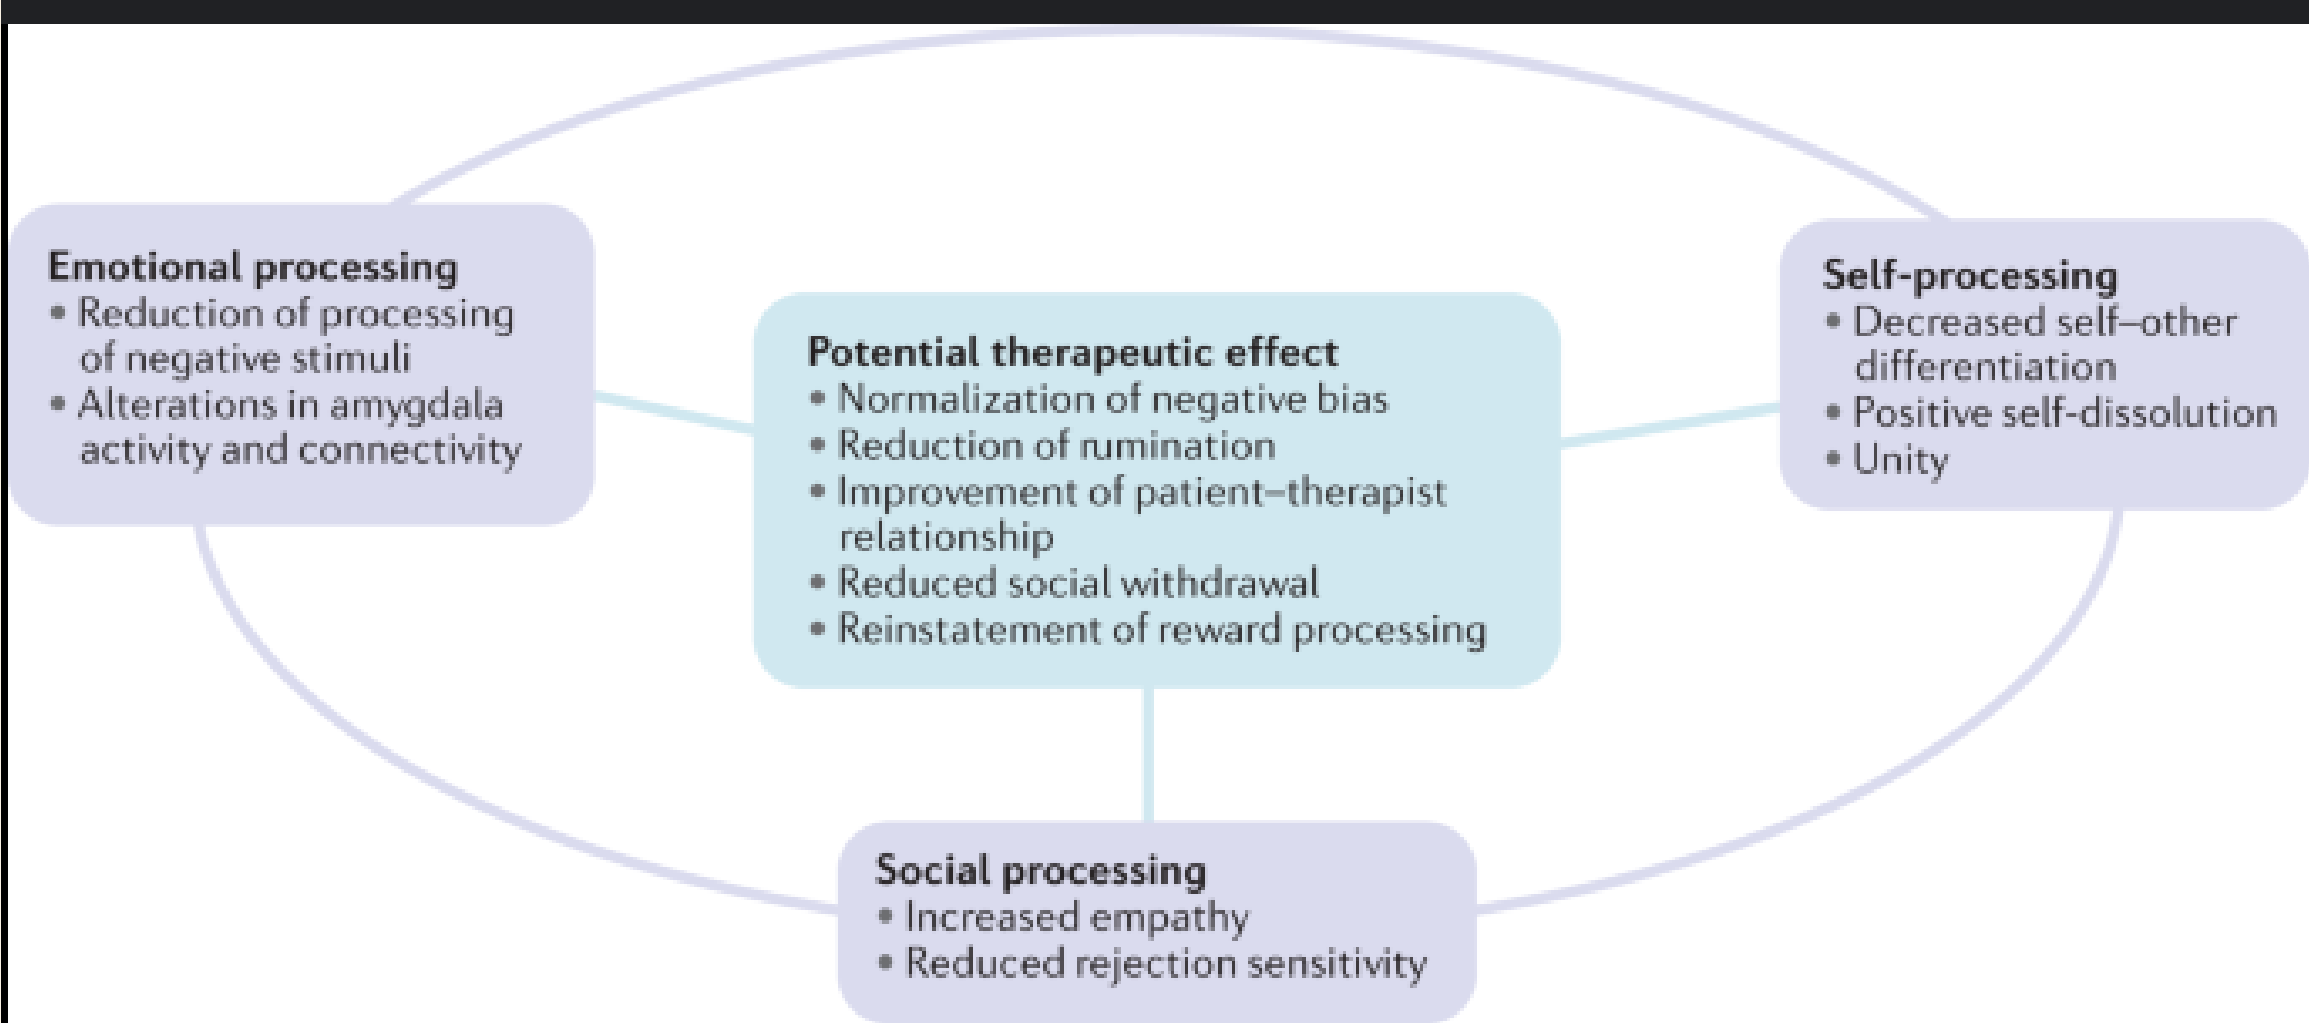 Emotional processing
• Reduction of processing
of negative stimuli
• Alterations in amygdala
activity and connectivity
Potential therapeutic effect
• Normalization of negative bias
• Reduction of rumination
• Improvement of patient–therapist
relationship
• Reduced social withdrawal
• Reinstatement of reward processing
Self-processing
• Decreased self–other
differentiation
• Positive self-dissolution
• Unity
Social processing
• Increased empathy
• Reduced rejection sensitivity